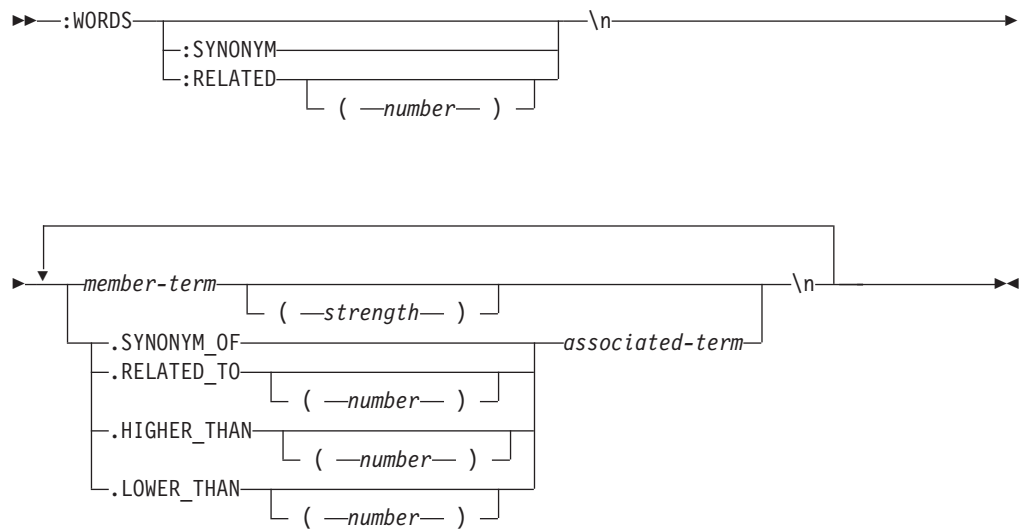 :WORDS \n
:SYNONYM
:RELATED
( number )
member-term \n
( strength )
.SYNONYM_OF associated-term
.RELATED_TO
( number )
.HIGHER_THAN
( number )
.LOWER_THAN
( number )